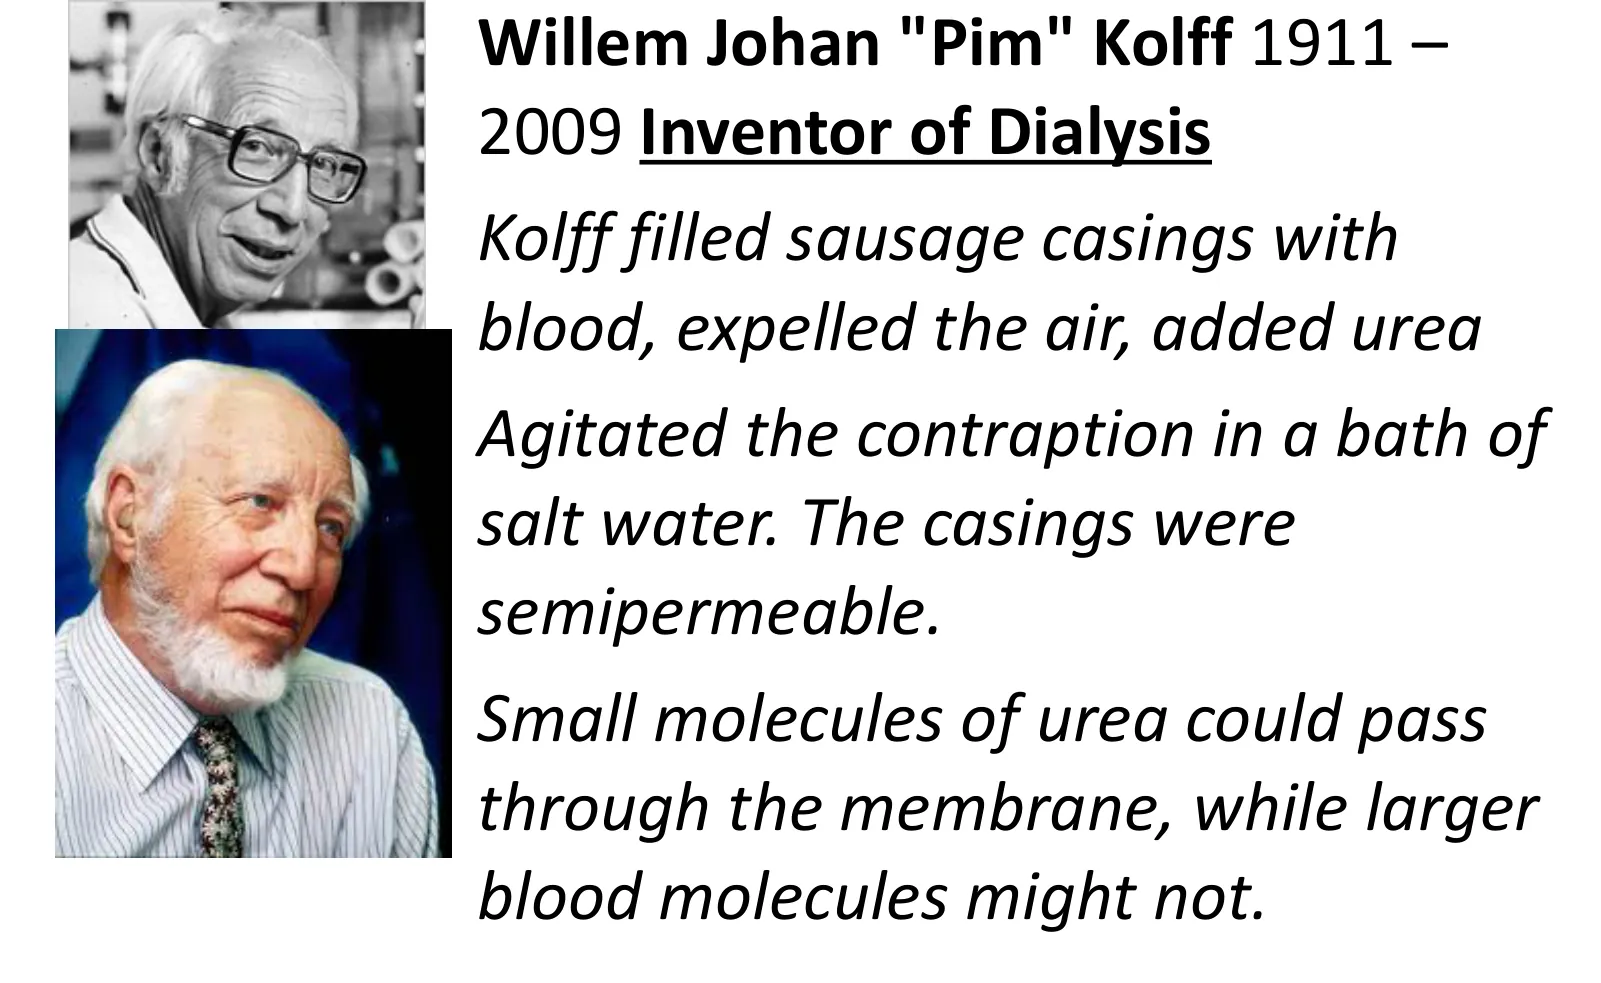 Willem Johan "Pim" Kolff 1911 –
2009 Inventor of Dialysis
Kolff filled sausage casings with
blood, expelled the air, added urea
Agitated the contraption in a bath of
salt water. The casings were
semipermeable.
Small molecules of urea could pass
through the membrane, while larger
blood molecules might not.